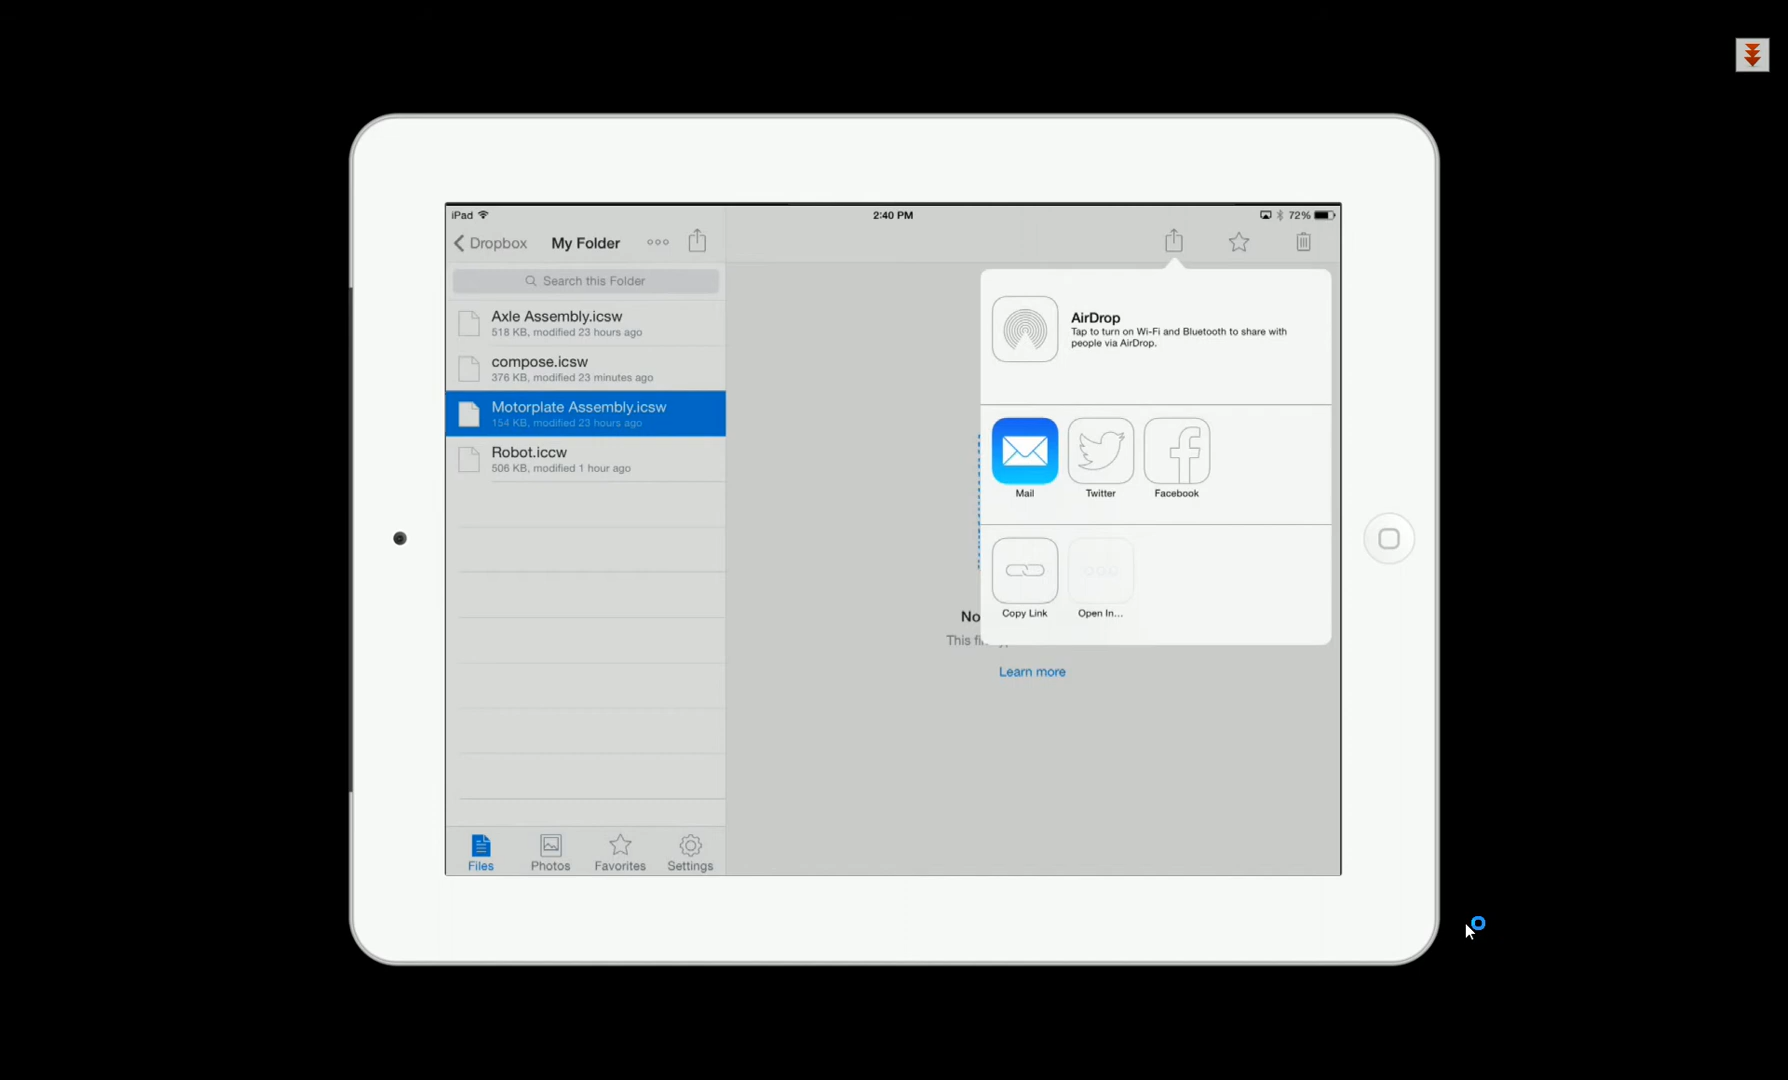 iPad
2:40 PM
72%
Dropbox
My Folder
Search this Folder
Axle Assembly.icsw
518 KB, modified 23 hours ago
compose.icsw
376 KB, modified 23 minutes ago
Motorplate Assembly.icsw
154 KB, modified 23 hours ago
Robot.iccw
506 KB, modified 1 hour ago
Files
Photos
Favorites
Settings
AirDrop
Tap to turn on Wi-Fi and Bluetooth to share with
people via AirDrop.
Mail
Twitter
Facebook
Copy Link
Open In...
No
This
Learn more